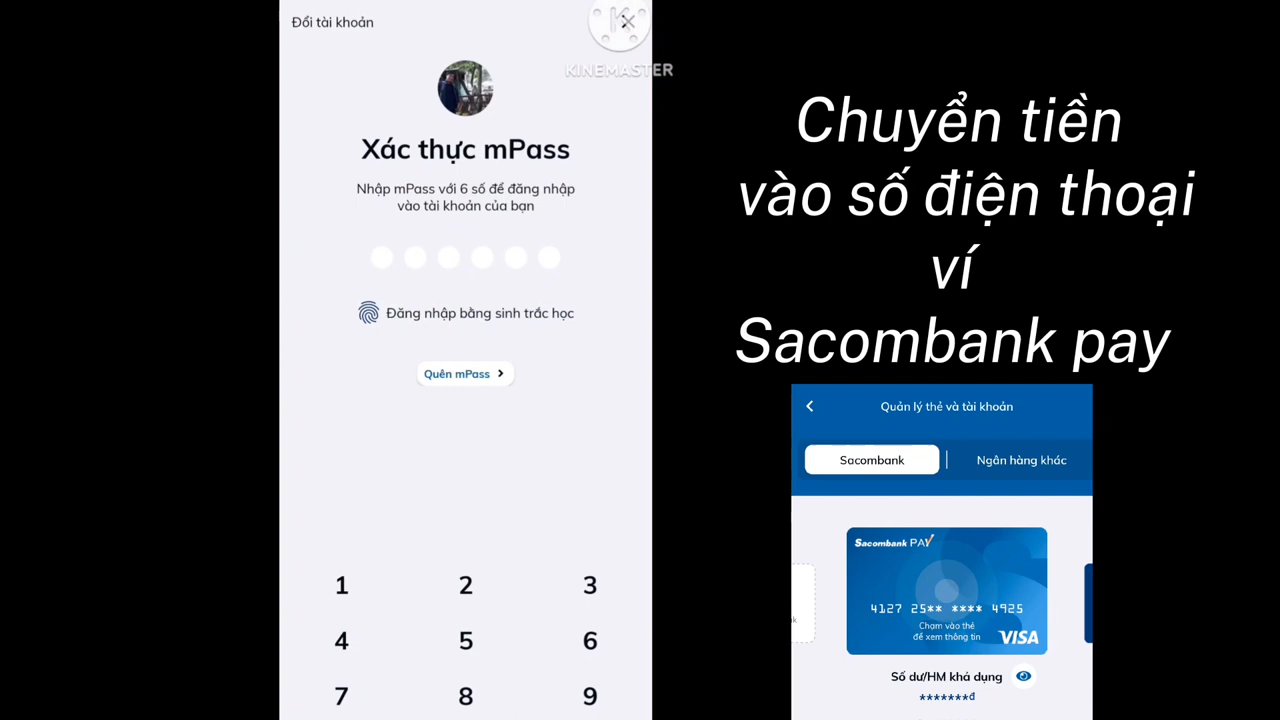 Đổi tài khoản
KINEMASTER
Xác thực mPass
Nhập mPass với 6 số để đăng nhập
vào tài khoản của bạn
Đăng nhập bằng sinh trắc học
Quên mPass
1 2 3
4 5 6
7 8 9
Chuyển tiền
vào số điện thoại
ví
Sacombank pay
Quản lý thẻ và tài khoản
Sacombank
Ngân hàng khác
Sacombank PAY
4127 25** **** 4925
Chạm vào thẻ
để xem thông tin
VISA
Số dư/HM khả dụng
*******đ